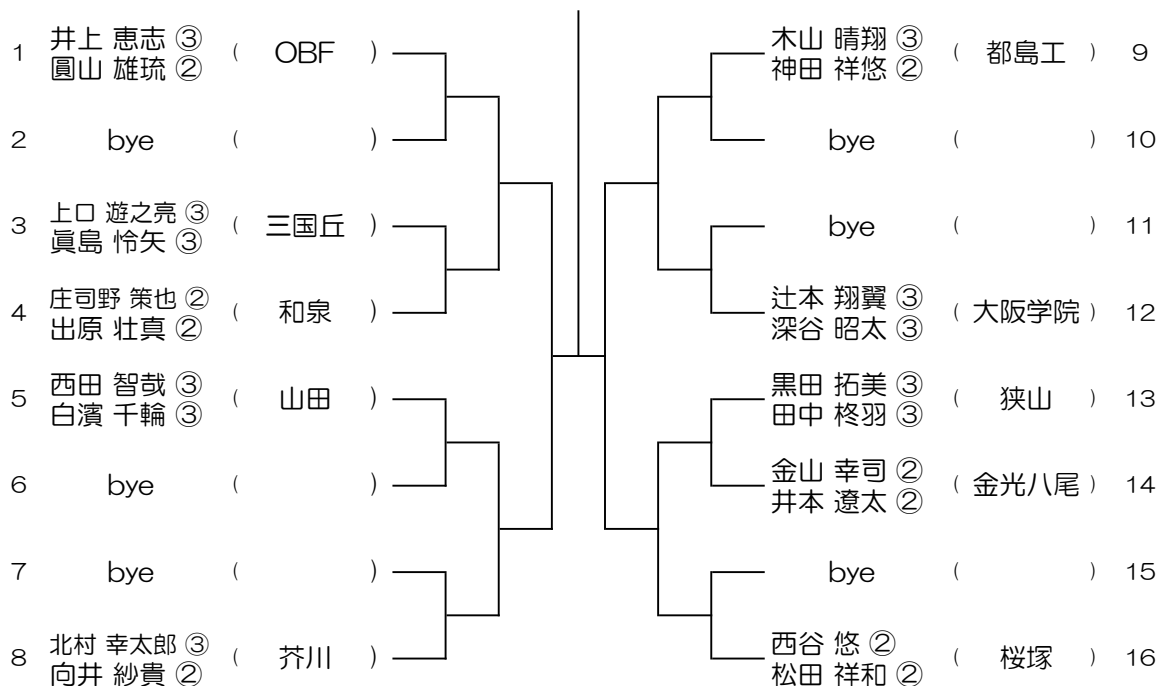 1 井上 恵志 ③ ( OBF )
圓山 雄琉 ②
2 bye ( )
3 上口 遊之亮 ③ ( 三国丘 )
眞島 怜矢 ③
4 庄司野 策也 ② ( 和泉 )
出原 壮真 ②
5 西田 智哉 ③ ( 山田 )
白濱 千輪 ③
6 bye ( )
7 bye ( )
8 北村 幸太郎 ③ ( 芥川 )
向井 紗貴 ②
木山 晴翔 ③ ( 都島工 ) 9
神田 祥悠 ②
bye ( ) 10
bye ( ) 11
辻本 翔翼 ③ ( 大阪学院 ) 12
深谷 昭太 ③
黒田 拓美 ③ ( 狭山 ) 13
田中 柊羽 ③
金山 幸司 ② ( 金光八尾 ) 14
井本 遼太 ②
bye ( ) 15
西谷 悠 ② ( 桜塚 ) 16
松田 祥和 ②